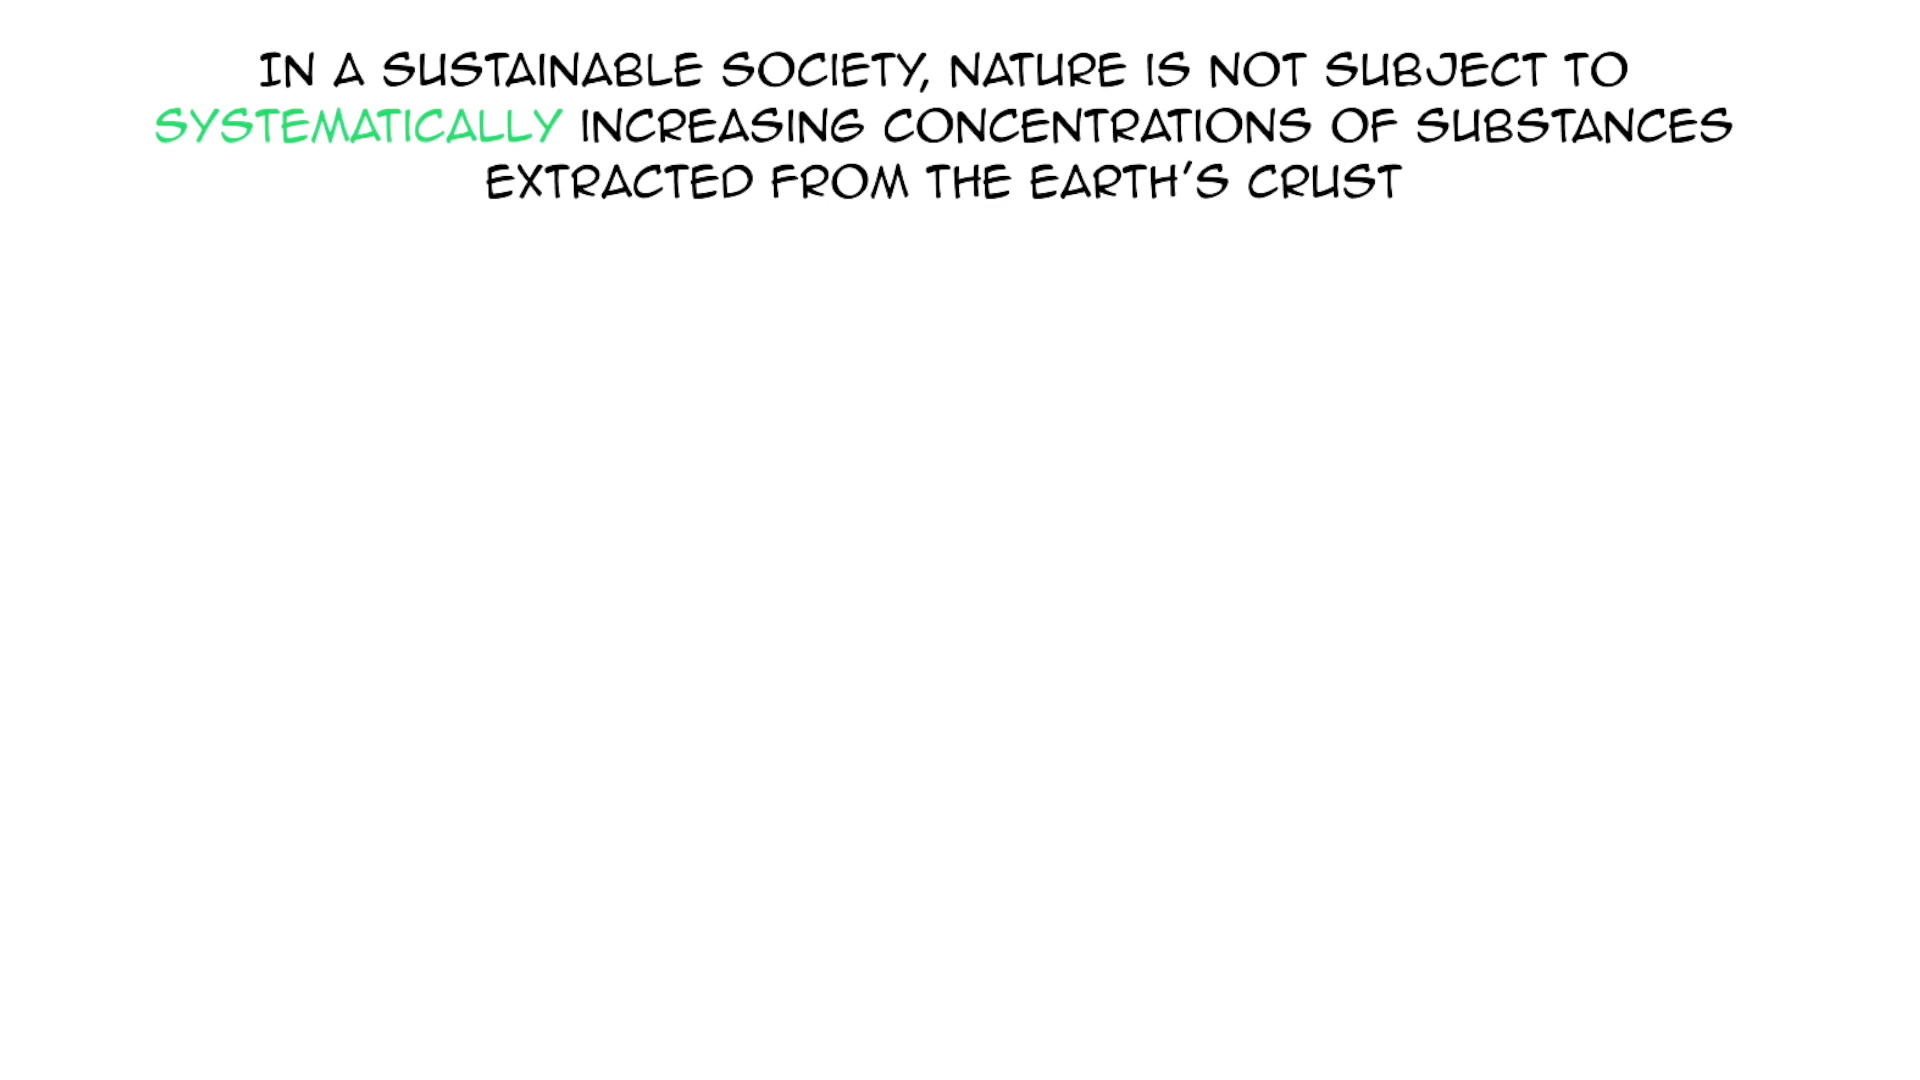 IN A SUSTAINABLE SOCIETY, NATURE IS NOT SUBJECT TO
SYSTEMATICALLY INCREASING CONCENTRATIONS OF SUBSTANCES
EXTRACTED FROM THE EARTH'S CRUST